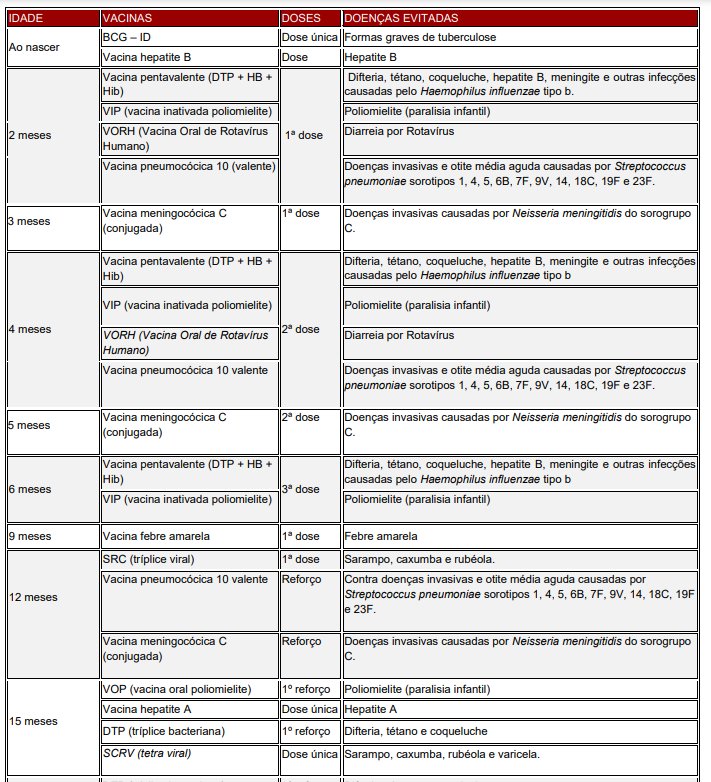 IDADE VACINAS DOSES DOENÇAS EVITADAS
Ao nascer
BCG – ID Dose única Formas graves de tuberculose
Vacina hepatite B Dose Hepatite B
2 meses
Vacina pentavalente (DTP + HB +
Hib)
1ª dose
Difteria, tétano, coqueluche, hepatite B, meningite e outras infecções
causadas pelo Haemophilus influenzae tipo b.
VIP (vacina inativada poliomielite) Poliomielite (paralisia infantil)
VORH (Vacina Oral de Rotavírus
Humano)
Diarreia por Rotavírus
Vacina pneumocócica 10 (valente)
Doenças invasivas e otite média aguda causadas por Streptococcus
pneumoniae sorotipos 1, 4, 5, 6B, 7F, 9V, 14, 18C, 19F e 23F.
3 meses
Vacina meningocócica C
(conjugada)
1ª dose
Doenças invasivas causadas por Neisseria meningitidis do sorogrupo
C.
4 meses
Vacina pentavalente (DTP + HB +
Hib)
2ª dose
Difteria, tétano, coqueluche, hepatite B, meningite e outras infecções
causadas pelo Haemophilus influenzae tipo b
VIP (vacina inativada poliomielite) Poliomielite (paralisia infantil)
VORH (Vacina Oral de Rotavírus
Humano)
Diarreia por Rotavírus
Vacina pneumocócica 10 valente
Doenças invasivas e otite média aguda causadas por Streptococcus
pneumoniae sorotipos 1, 4, 5, 6B, 7F, 9V, 14, 18C, 19F e 23F.
5 meses
Vacina meningocócica C
(conjugada)
2ª dose
Doenças invasivas causadas por Neisseria meningitidis do sorogrupo
C.
6 meses
Vacina pentavalente (DTP + HB +
Hib)
3ª dose
Difteria, tétano, coqueluche, hepatite B, meningite e outras infecções
causadas pelo Haemophilus influenzae tipo b
VIP (vacina inativada poliomielite) Poliomielite (paralisia infantil)
9 meses Vacina febre amarela 1ª dose Febre amarela
12 meses
SRC (tríplice viral) 1ª dose Sarampo, caxumba e rubéola.
Vacina pneumocócica 10 valente Reforço
Contra doenças invasivas e otite média aguda causadas por
Streptococcus pneumoniae sorotipos 1, 4, 5, 6B, 7F, 9V, 14, 18C, 19F
e 23F.
Vacina meningocócica C
(conjugada)
Reforço
Doenças invasivas causadas por Neisseria meningitidis do sorogrupo
C.
15 meses
VOP (vacina oral poliomielite) 1º reforço Poliomielite (paralisia infantil)
Vacina hepatite A Dose única Hepatite A
DTP (tríplice bacteriana) 1º reforço Difteria, tétano e coqueluche
SCRV (tetra viral) Dose única Sarampo, caxumba, rubéola e varicela.